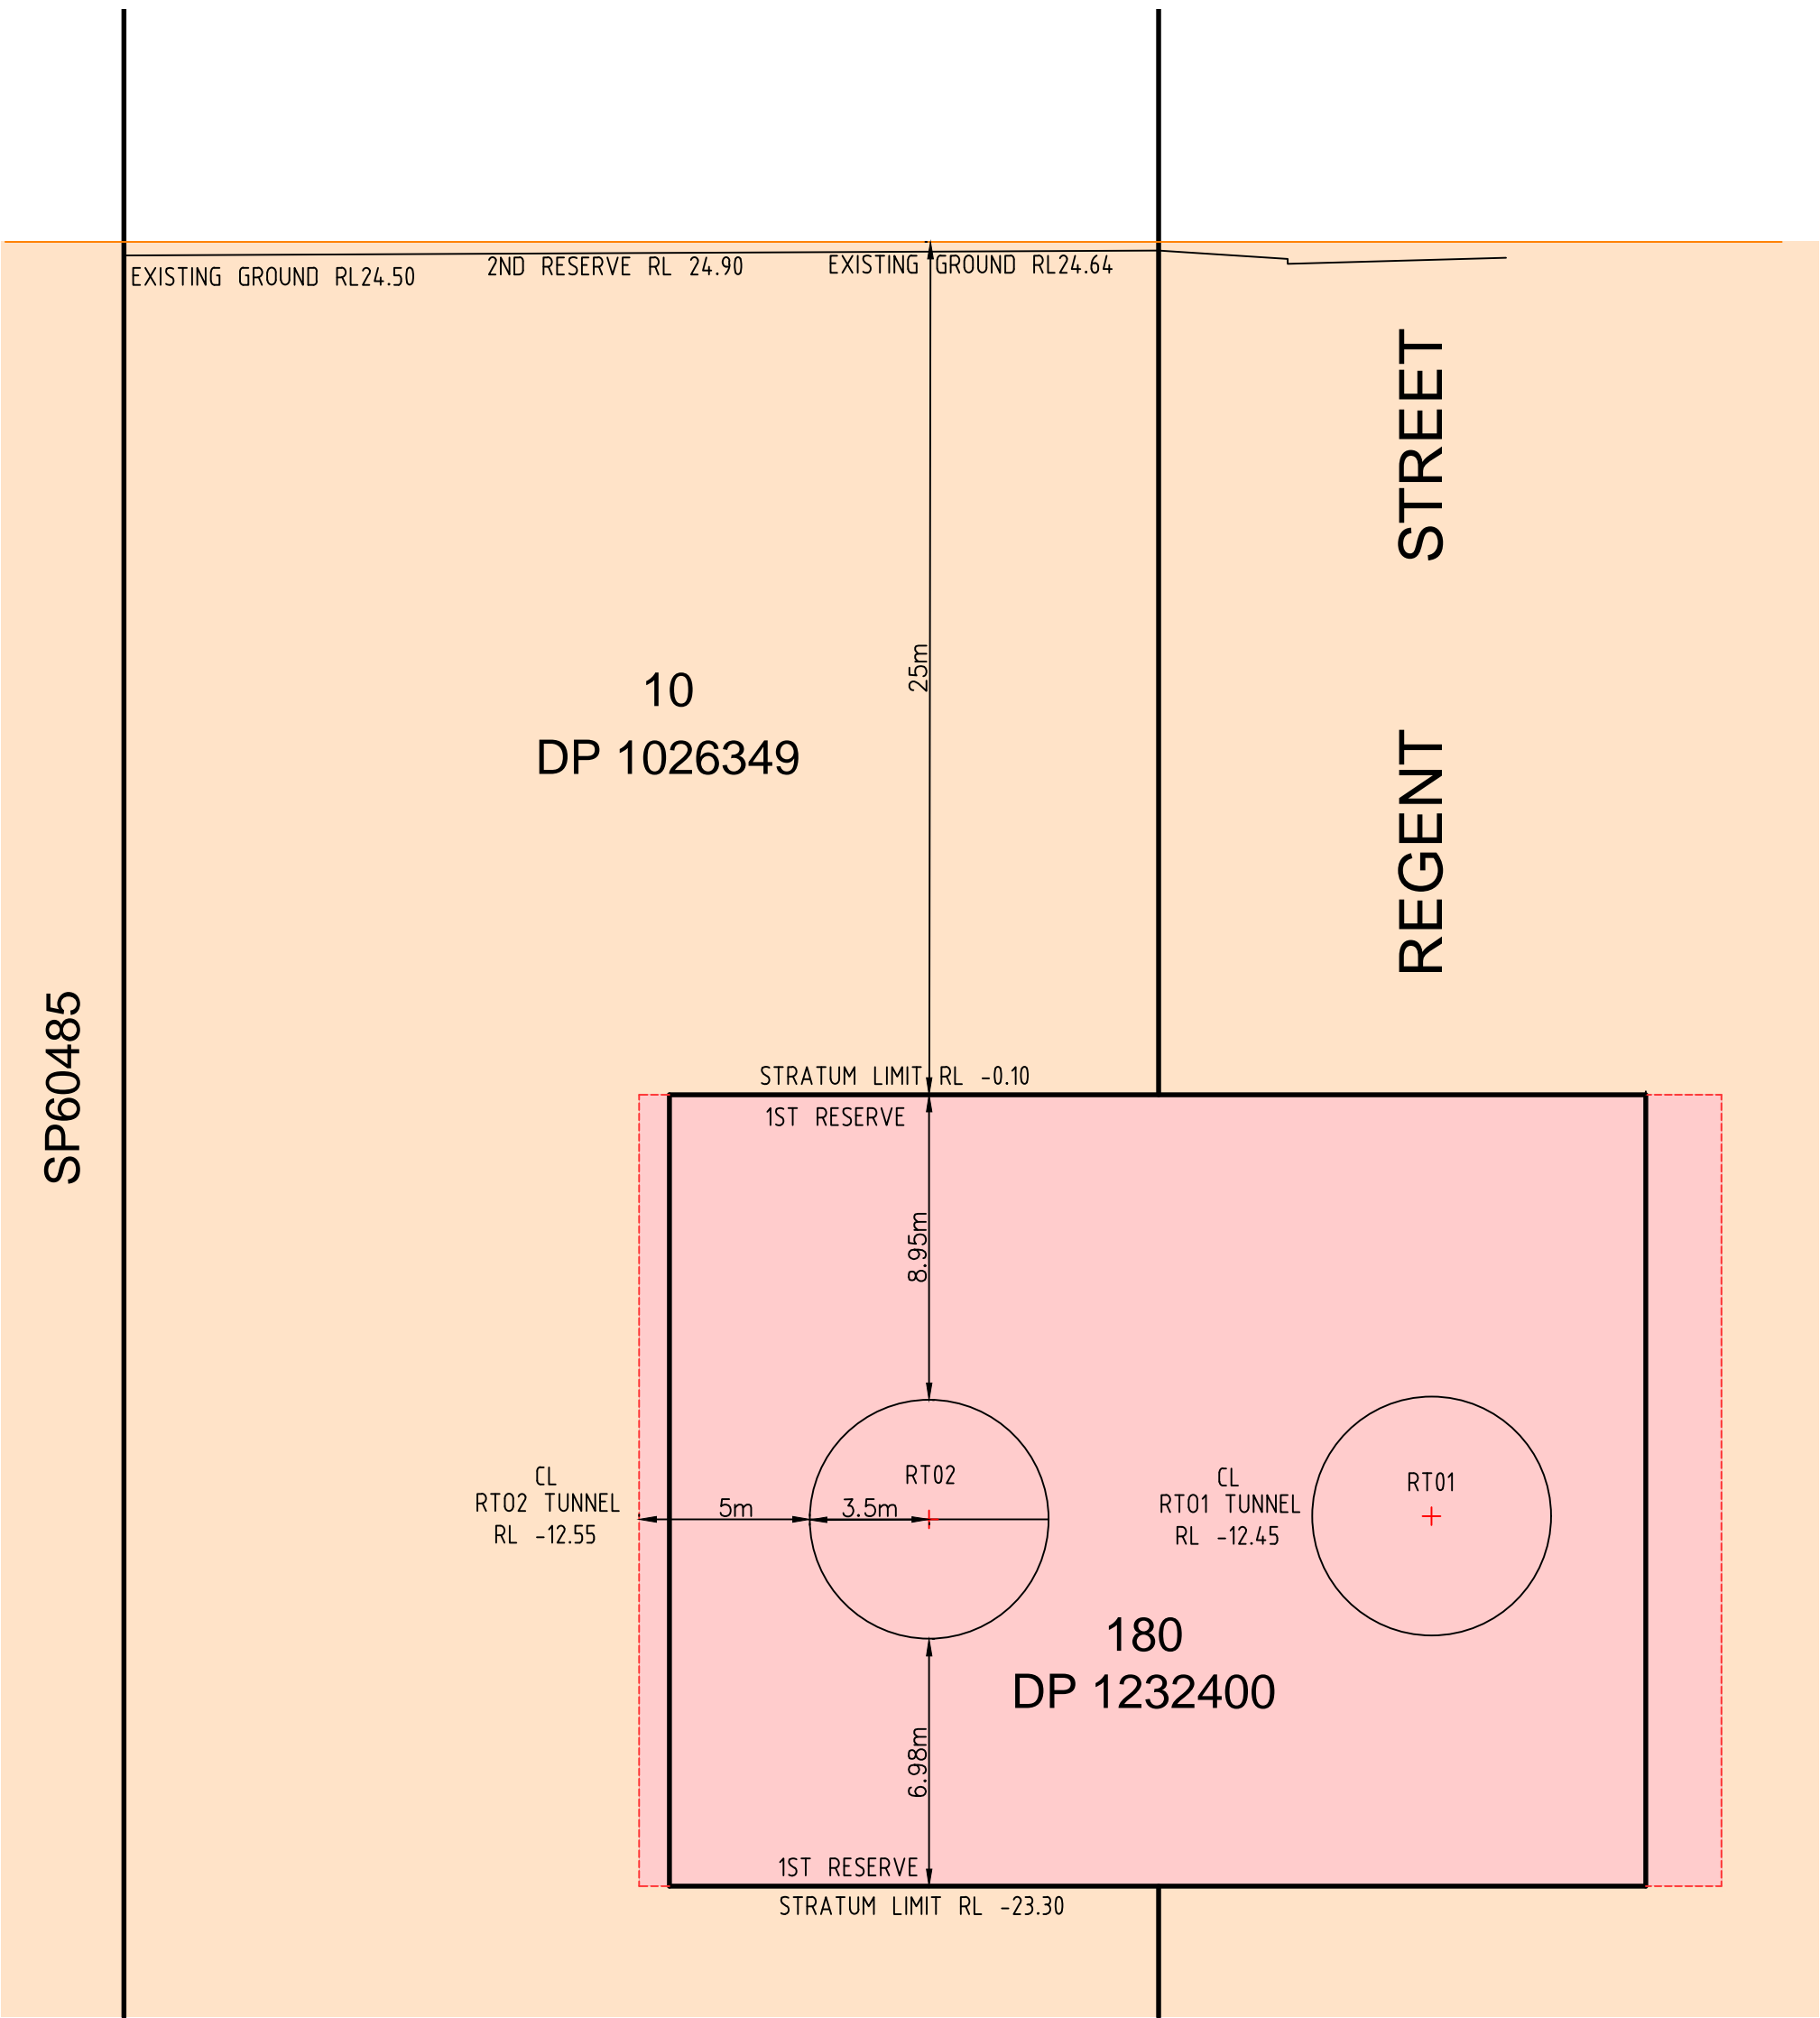 EXISTING GROUND RL24.50
2ND RESERVE RL 24.90
EXISTING GROUND RL24.64
REGENT STREET
25m
10
DP 1026349
SP60485
STRATUM LIMIT RL -0.10
1ST RESERVE
8.95m
CL
RT02 TUNNEL
RL -12.55
5m
3.5m
RT02
CL
RT01 TUNNEL
RL -12.45
RT01
180
DP 1232400
6.98m
1ST RESERVE
STRATUM LIMIT RL -23.30